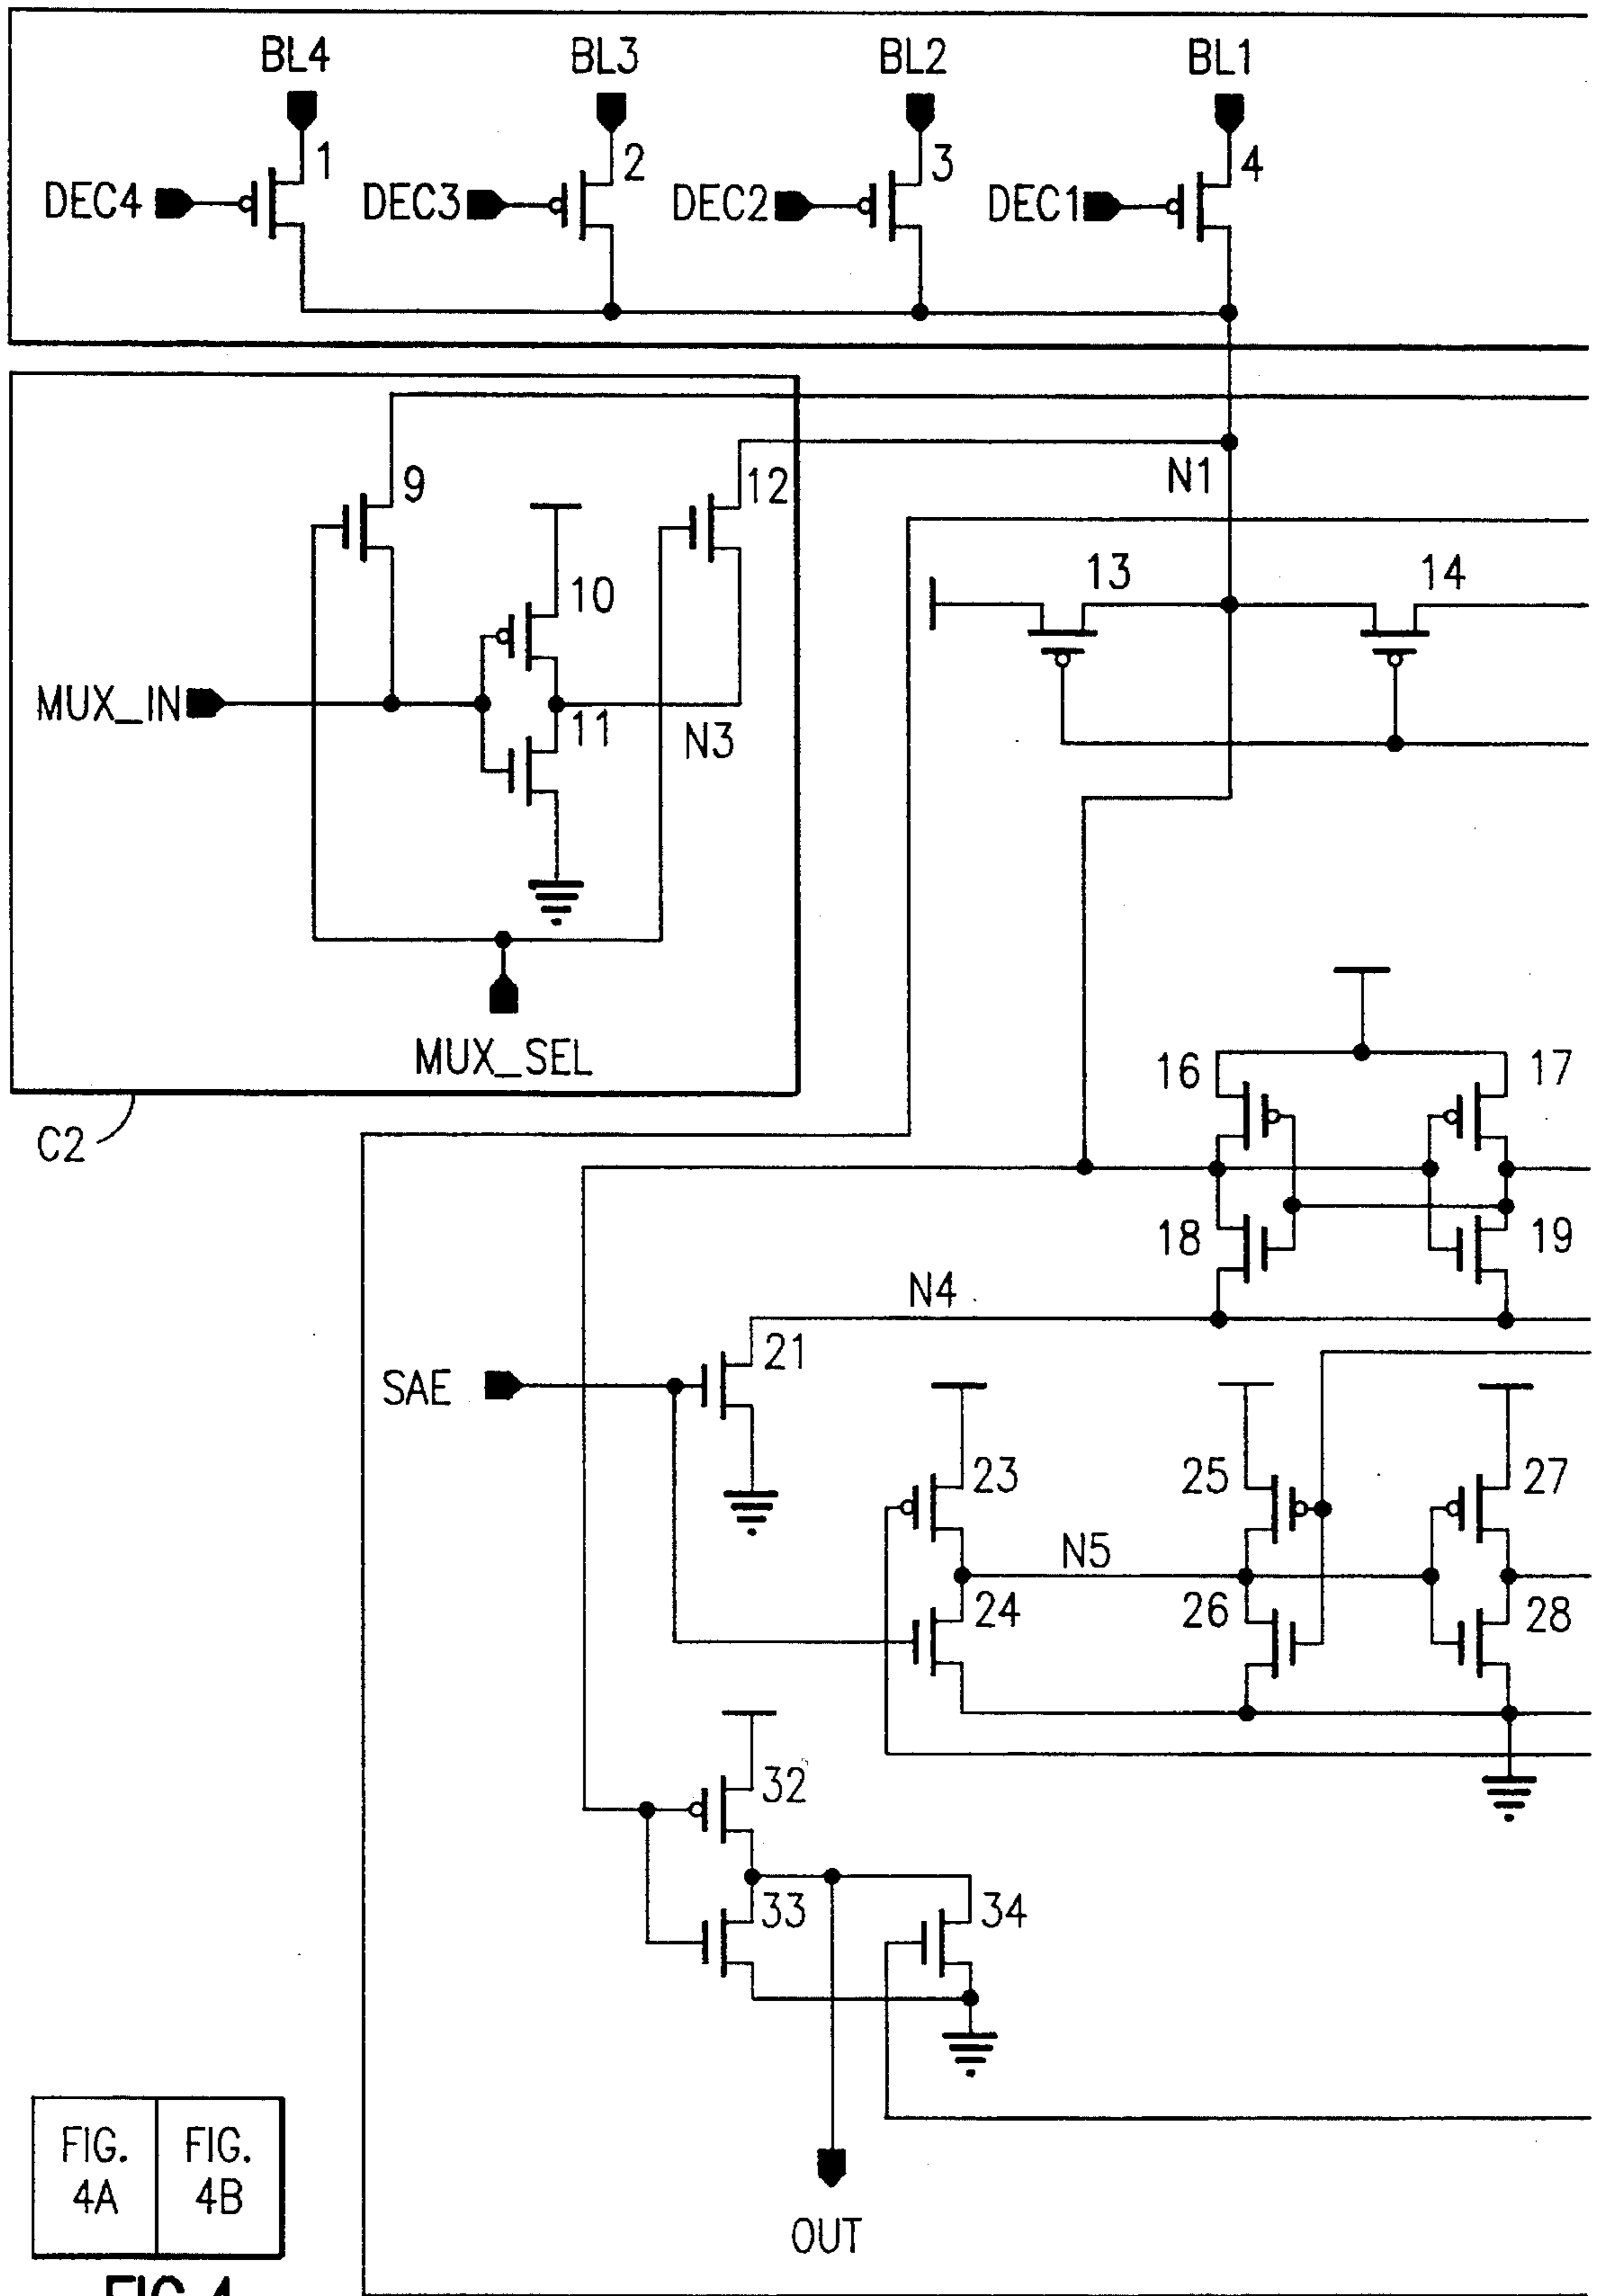 BL4 BL3 BL2 BL1
1 2 3 4
DEC4 DEC3 DEC2 DEC1
N1
9 12
13 14
10
MUX_IN
11 N3
MUX_SEL
16 17
C2
18 19
N4
21
SAE
23 25 27
N5
24 26 28
32
33 34
FIG. 4A
FIG. 4B
OUT
FIG. 4